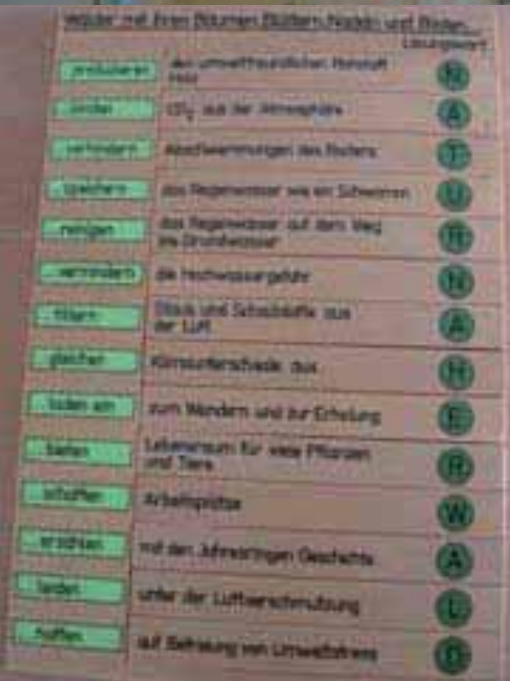 Wälder mit ihren Bäumen, Blättern, Nadeln und Boden...
Lösungswort
produzieren den umweltfreundlichen Rohstoff Holz N
binden CO2 aus der Atmosphäre A
verhindern Abschwemmungen des Bodens T
speichern das Regenwasser wie ein Schwamm U
reinigen das Regenwasser auf dem Weg ins Grundwasser R
vermindern die Hochwassergefahr N
filtern Staub und Schadstoffe aus der Luft A
gleichen Klimaunterschiede aus H
laden ein zum Wandern und zur Erholung E
bieten Lebensraum für viele Pflanzen und Tiere R
schaffen Arbeitsplätze W
erzählen mit den Jahresringen Geschichte A
leiden unter der Luftverschmutzung L
hoffen auf Befreiung von Umweltstress D